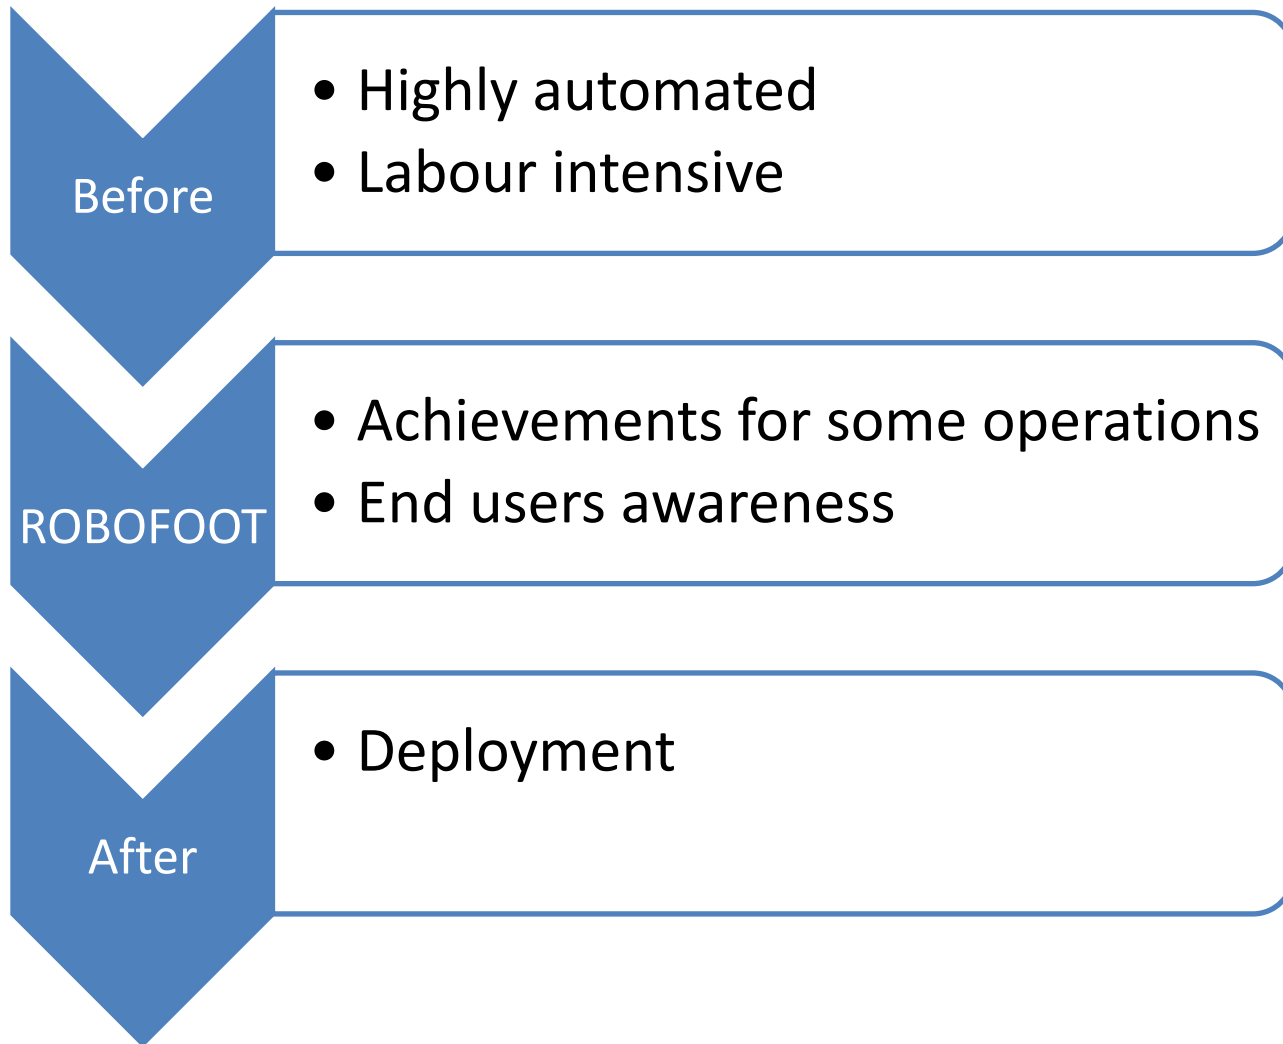 Before
• Highly automated
• Labour intensive
ROBOFOOT
• Achievements for some operations
• End users awareness
After
• Deployment